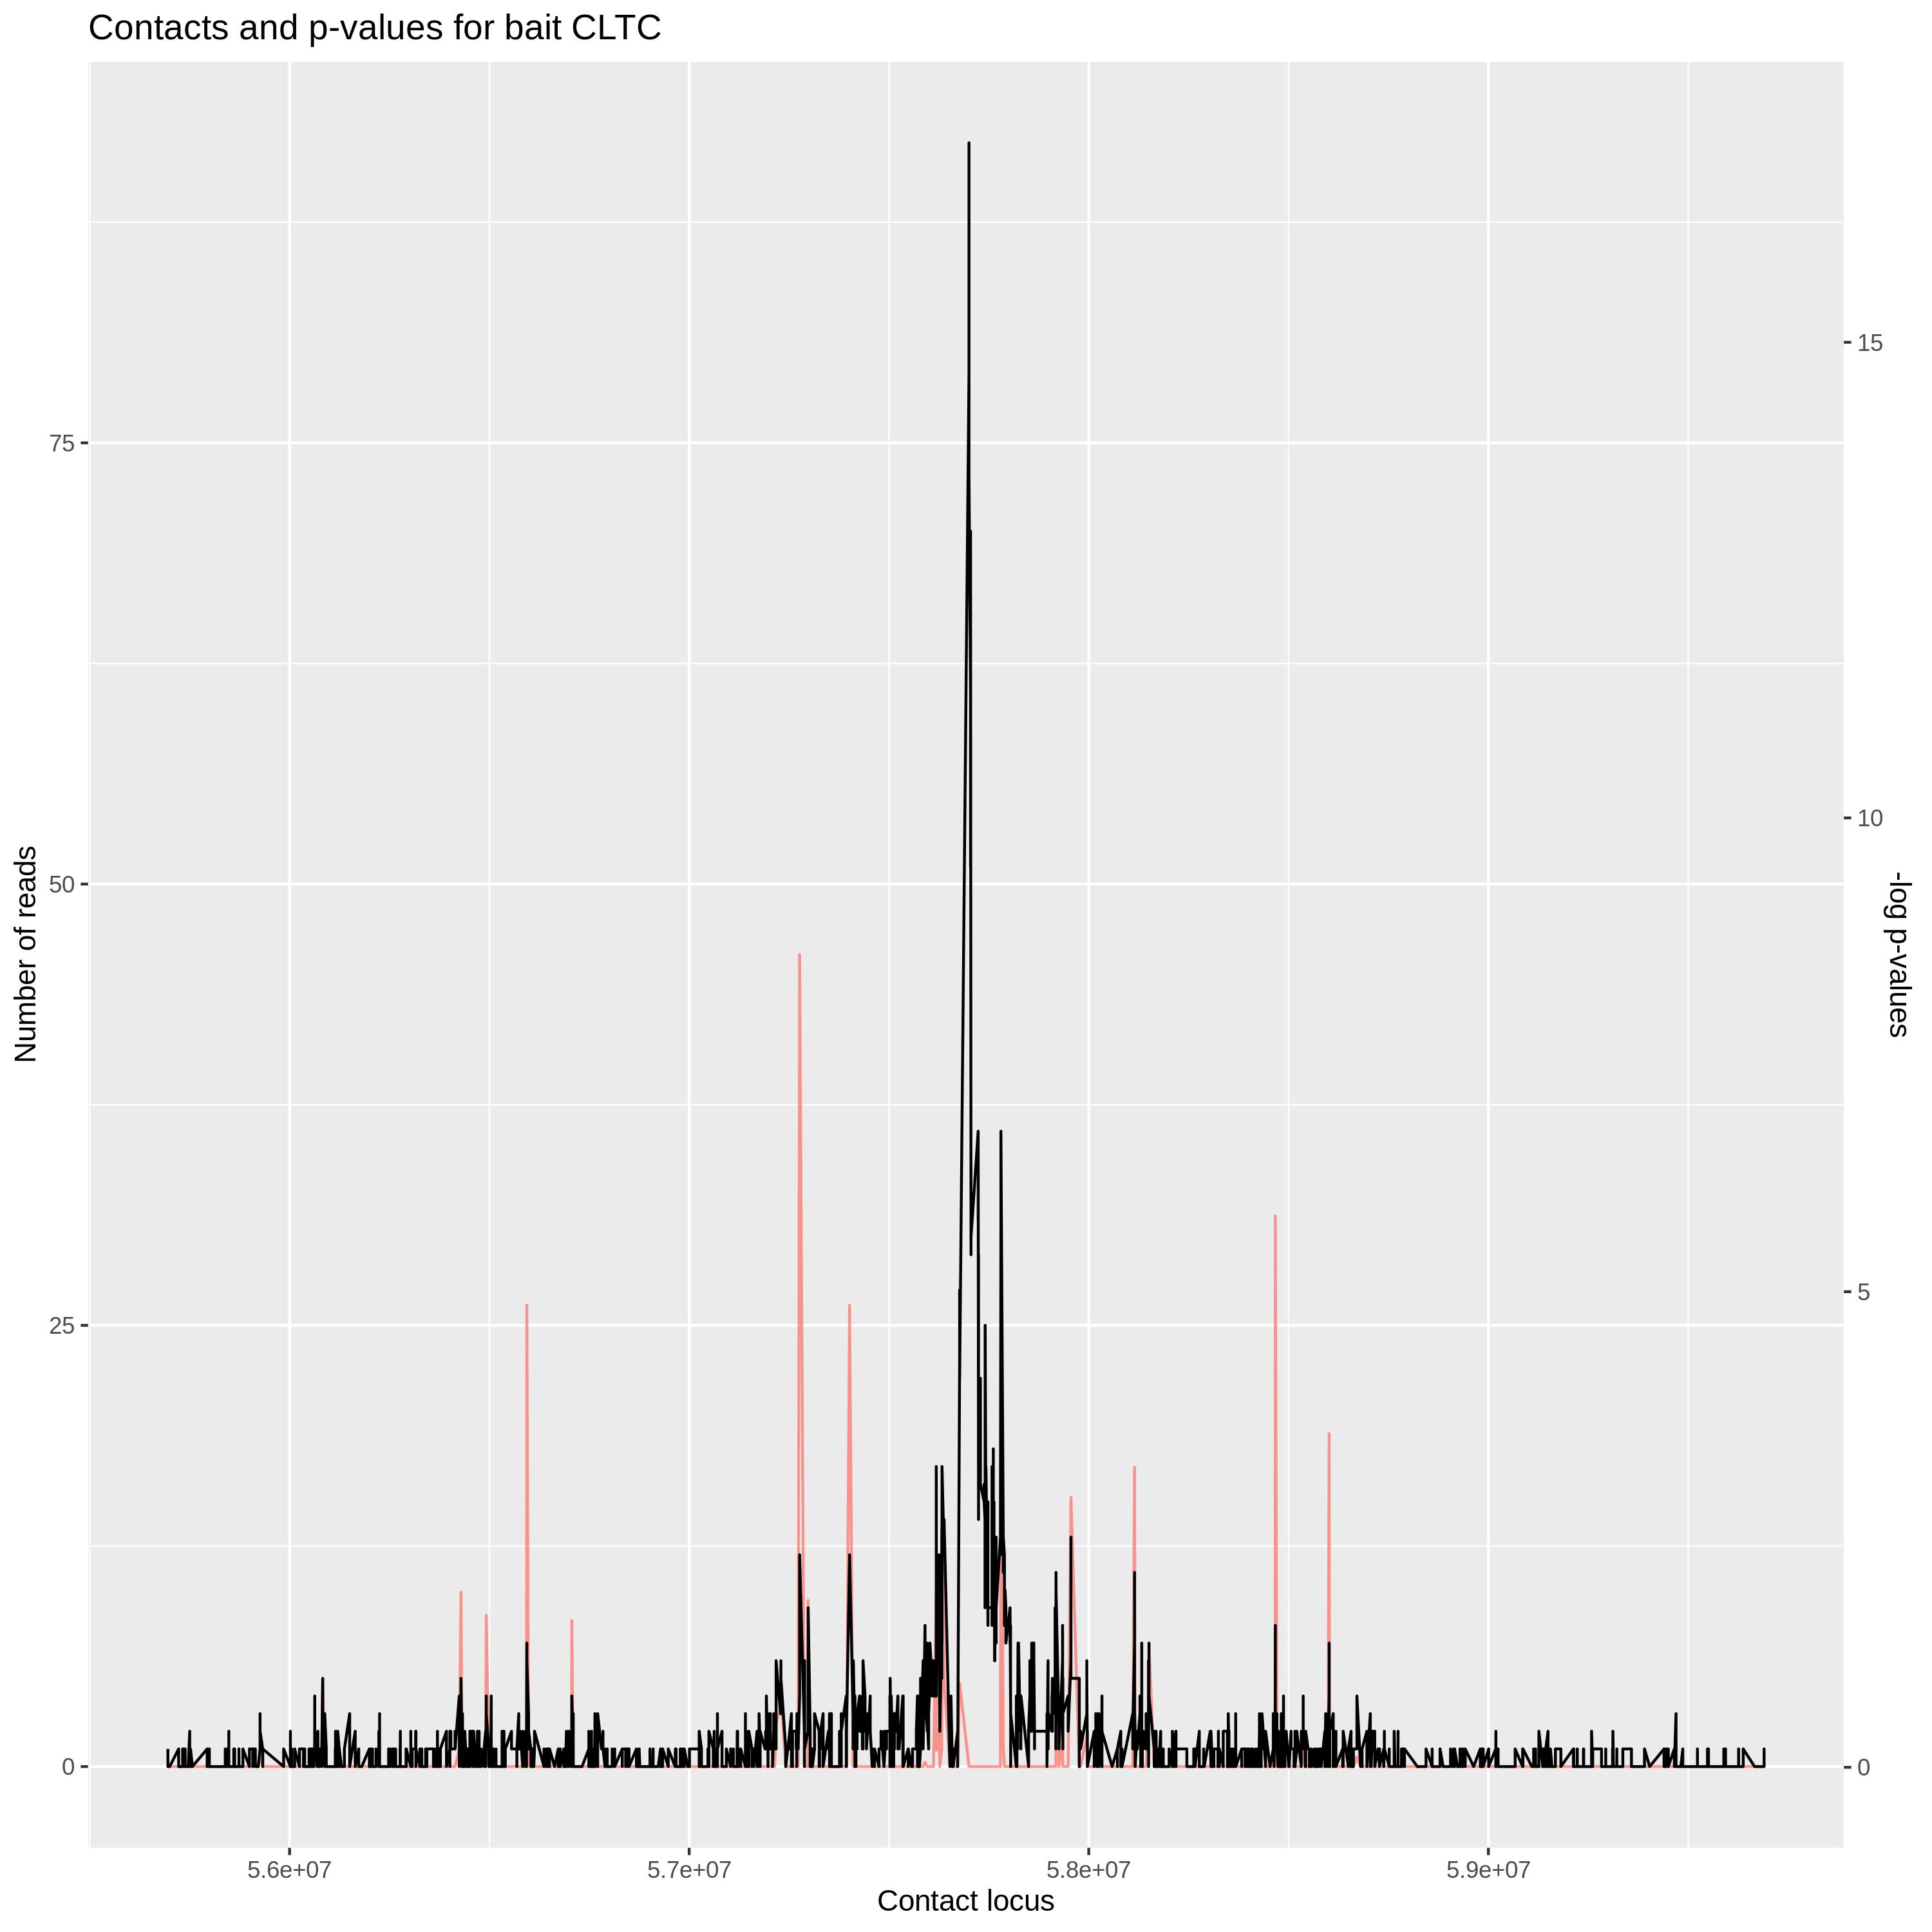 Contacts and p-values for bait CLTC
Number of reads
75
50
25
0
15
10
5
0
-log p-values
5.6e+07
5.7e+07
5.8e+07
5.9e+07
Contact locus